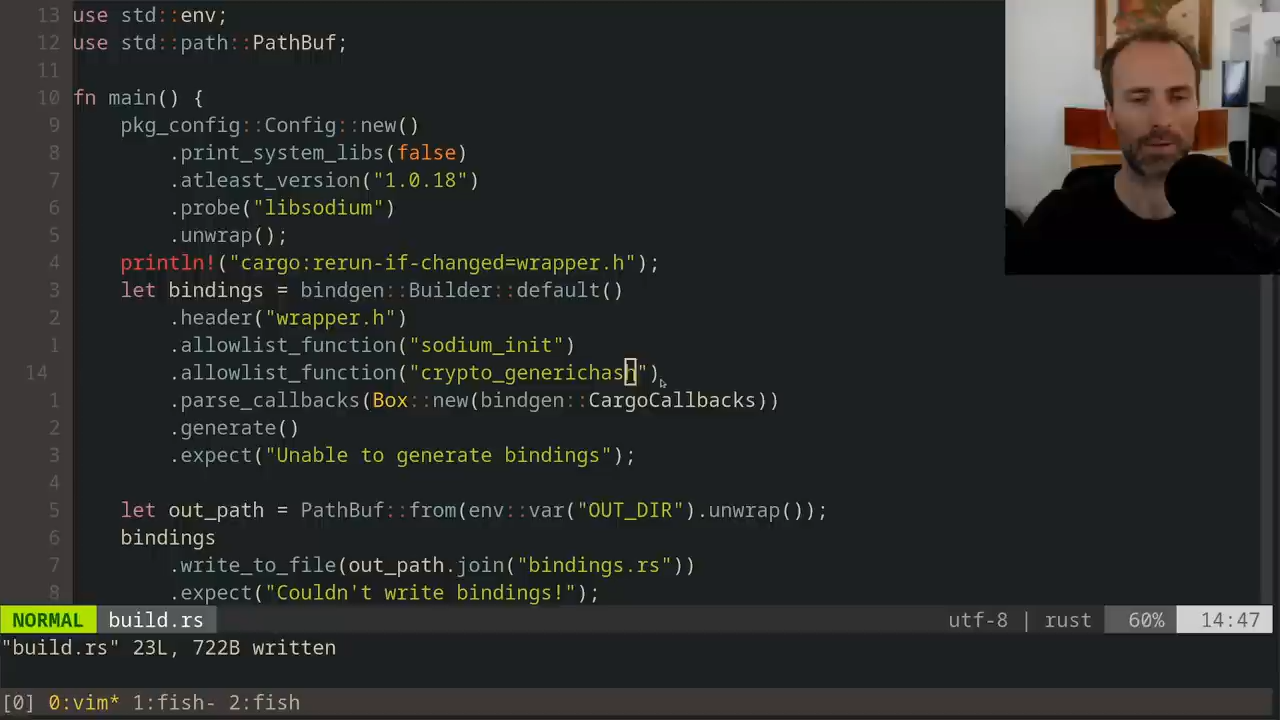 13 use std::env;
12 use std::path::PathBuf;
11
10 fn main() {
9     pkg_config::Config::new()
8         .print_system_libs(false)
7         .atleast_version("1.0.18")
6         .probe("libsodium")
5         .unwrap();
4     println!("cargo:rerun-if-changed=wrapper.h");
3     let bindings = bindgen::Builder::default()
2         .header("wrapper.h")
1         .allowlist_function("sodium_init")
14         .allowlist_function("crypto_generichash")
1         .parse_callbacks(Box::new(bindgen::CargoCallbacks))
2         .generate()
3         .expect("Unable to generate bindings");
4
5     let out_path = PathBuf::from(env::var("OUT_DIR").unwrap());
6     bindings
7         .write_to_file(out_path.join("bindings.rs"))
8         .expect("Couldn't write bindings!");
NORMAL build.rs utf-8 | rust 60% 14:47
"build.rs" 23L, 722B written
[0] 0:vim* 1:fish- 2:fish